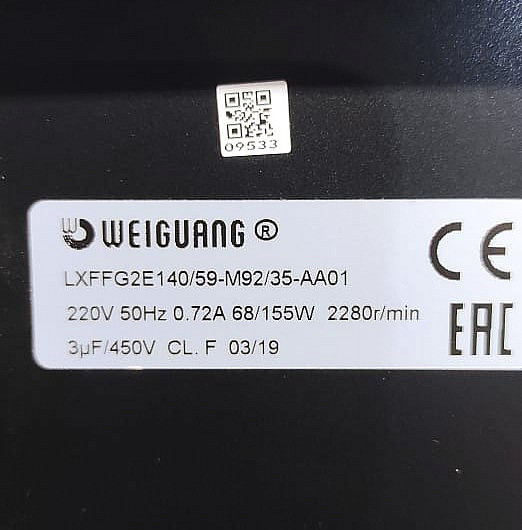 09533
WEIGUANG ®
LXFFG2E140/59-M92/35-AA01
220V 50Hz 0.72A 68/155W 2280r/min
3µF/450V CL. F 03/19
CE
EAC